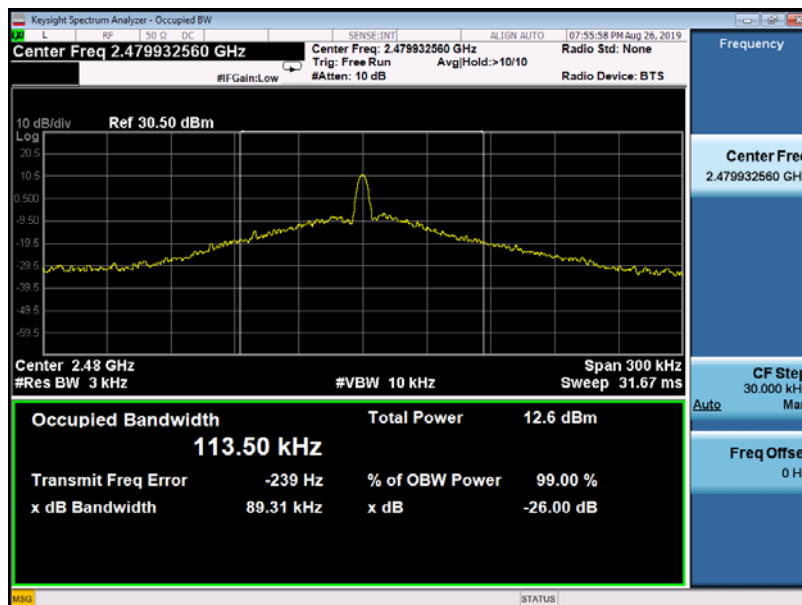 Keysight Spectrum Analyzer - Occupied BW
L RF 50 Ω DC SENSE:INT ALIGN AUTO 07:55:58 PM Aug 26, 2019
Center Freq 2.479932560 GHz
Center Freq: 2.479932560 GHz
Radio Std: None
Trig: Free Run Avg|Hold:>10/10
#IFGain:Low
#Atten: 10 dB
Radio Device: BTS
10 dB/div Ref 30.50 dBm
Log
20.5
10.5
0.500
-9.50
-19.5
-29.5
-39.5
-49.5
-59.5
Center 2.48 GHz Span 300 kHz
#Res BW 3 kHz #VBW 10 kHz Sweep 31.67 ms
Occupied Bandwidth Total Power 12.6 dBm
113.50 kHz
Transmit Freq Error -239 Hz % of OBW Power 99.00 %
x dB Bandwidth 89.31 kHz x dB -26.00 dB
MSG STATUS
Frequency
Center Fre
2.479932560 GH
CF Step
30.000 kH
Auto Ma
Freq Offse
0 H